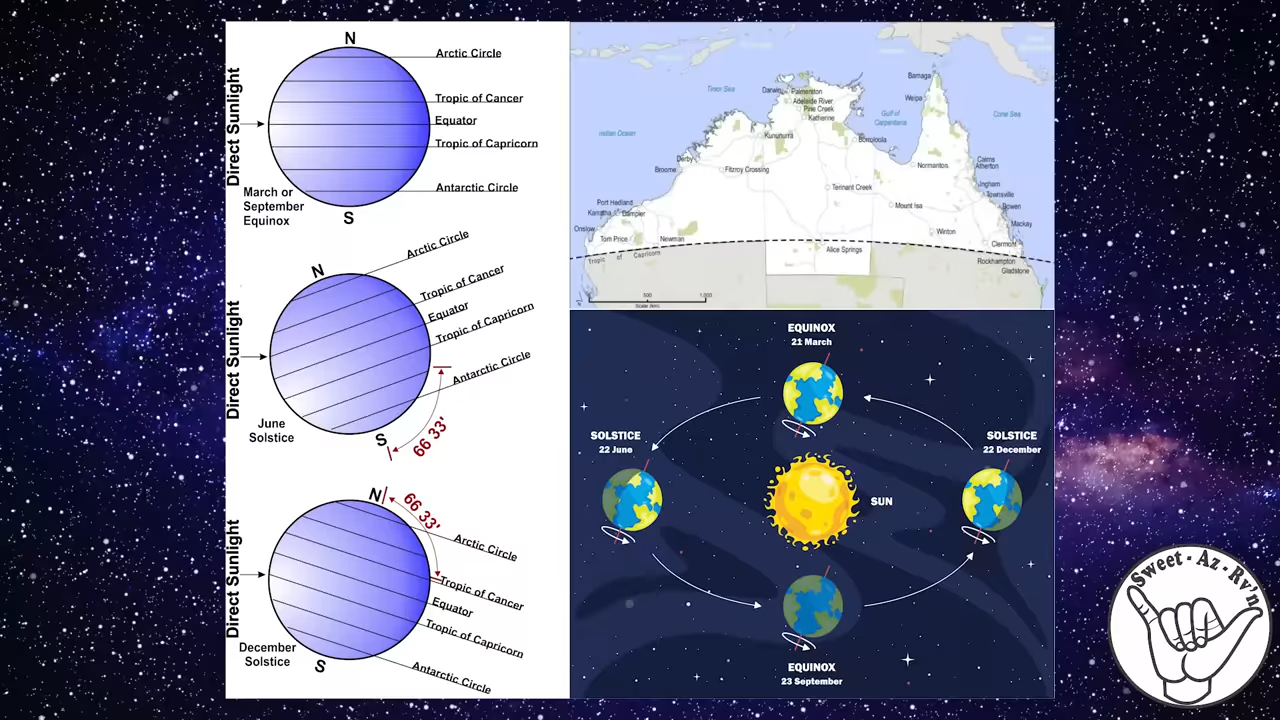 N
Arctic Circle
Tropic of Cancer
Equator
Tropic of Capricorn
Antarctic Circle
Direct Sunlight
March or
Septemb
Equinox
S
N
Arctic Circle
Tropic of Cancer
Equator
Tropic of Capricorn
Antarctic Circle
Direct Sunlight
June
Solstice
S
66 33'
N
66 33'
Arctic Circle
Tropic of Cancer
Equator
Tropic of Capricorn
Antarctic Circle
Direct Sunlight
December
Solstice
S
Bamaga
Timor Sea
Darwin
Palmerston
Adelaide River
Pine Creek
Katherine
Weipa
Gulf of
Carpentaria
Indian Ocean
Kununurra
Borroloola
Derby
Broome
Fitzroy Crossing
Normanton
Cairns
Atherton
Ingham
Townsville
Tennant Creek
Bowen
Mount Isa
Port Hedland
Karratha
Dampier
Mackay
Onslow
Tom Price
Newman
Winton
Clermont
Alice Springs
Tropic of Capricorn
Rockhampton
Gladstone
500
1,000
EQUINOX
21 March
SOLSTICE
22 June
SOLSTICE
22 December
SUN
EQUINOX
23 September
Sweet - Az - Rv'n